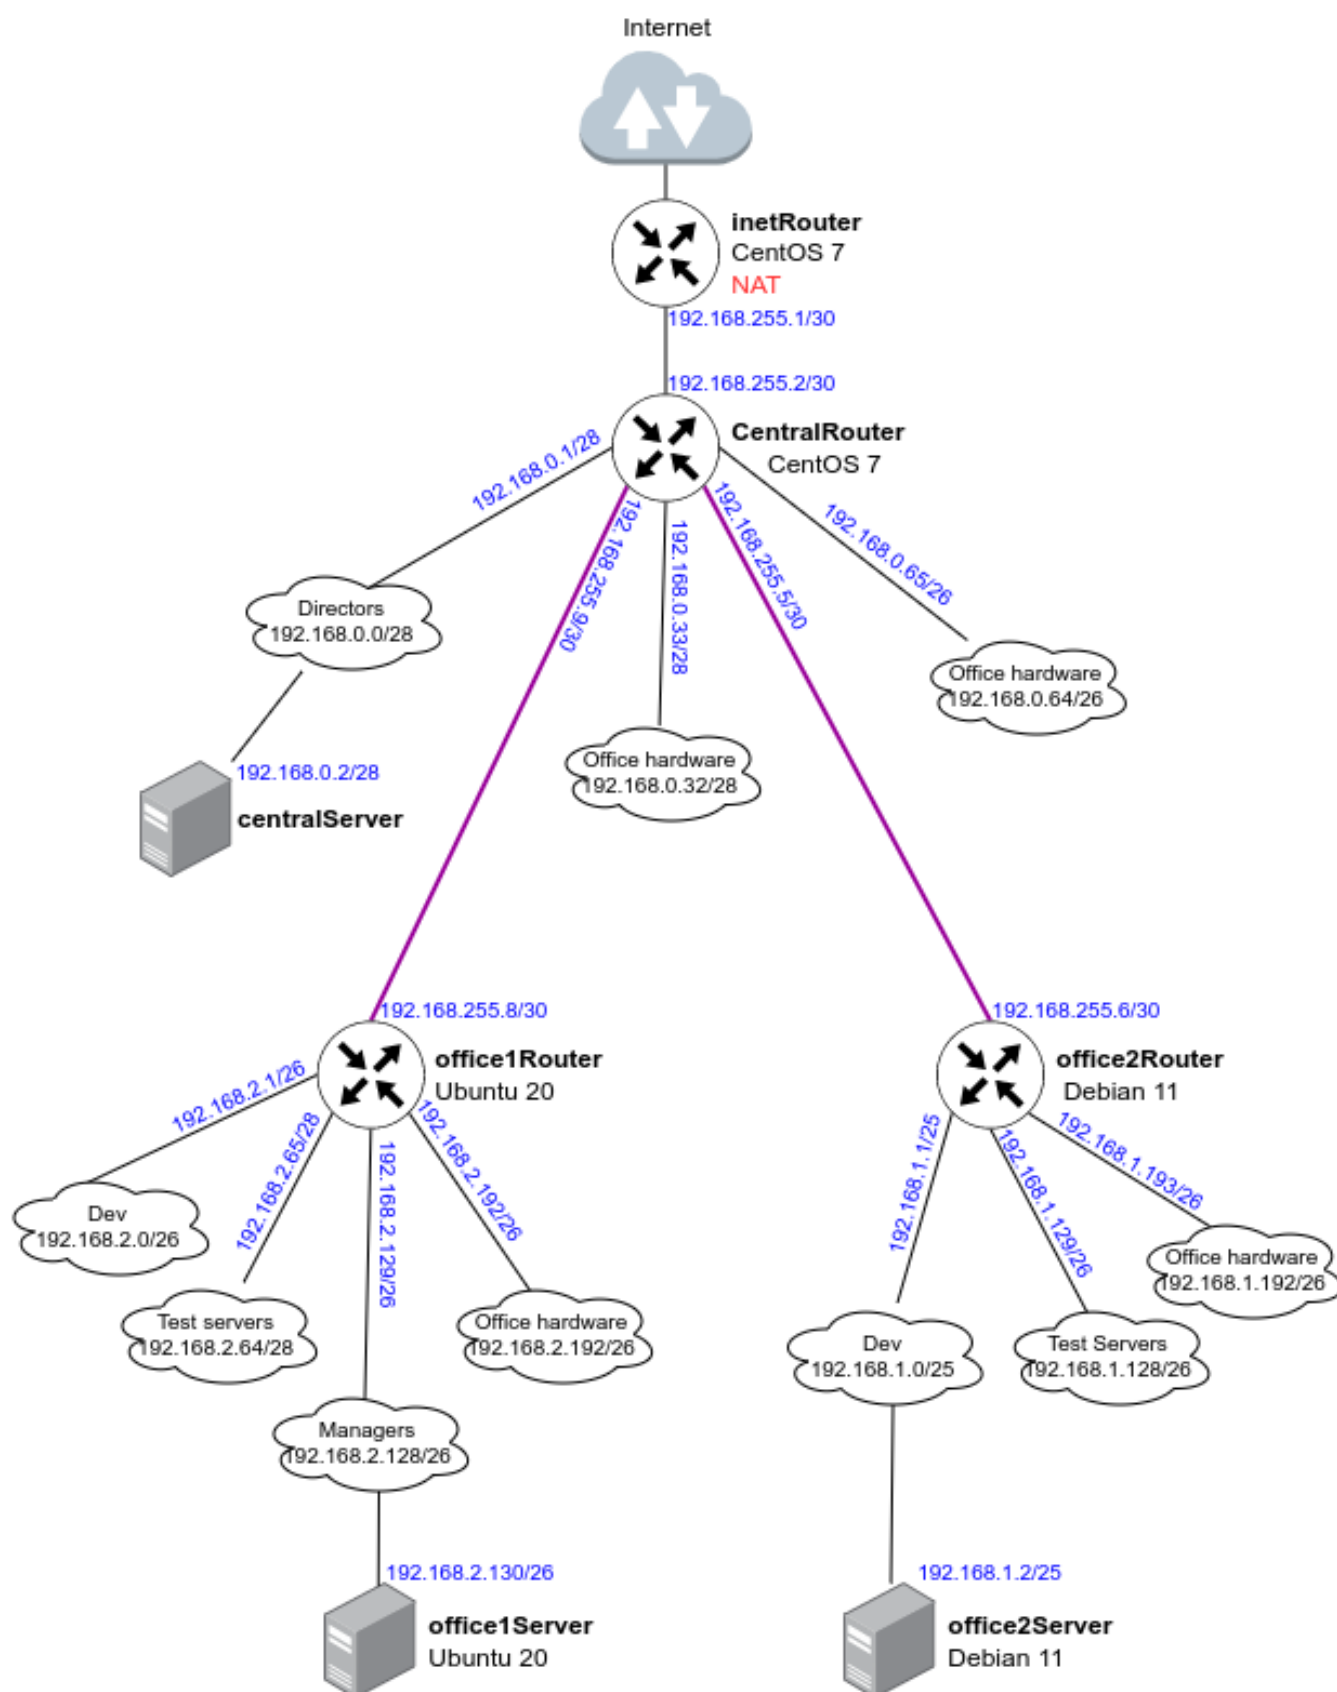 Internet
inetRouter
CentOS 7
NAT
192.168.255.1/30
192.168.255.2/30
CentralRouter
CentOS 7
192.168.0.1/28
192.168.255.9/30
192.168.0.33/28
192.168.255.5/30
192.168.0.65/26
Directors
192.168.0.0/28
Office hardware
192.168.0.64/26
Office hardware
192.168.0.32/28
192.168.0.2/28
centralServer
192.168.255.8/30
office1Router
Ubuntu 20
192.168.255.6/30
office2Router
Debian 11
192.168.2.1/26
192.168.2.65/28
192.168.2.129/26
192.168.2.192/26
192.168.1.1/25
192.168.1.129/26
192.168.1.193/26
Dev
192.168.2.0/26
Office hardware
192.168.1.192/26
Test servers
192.168.2.64/28
Office hardware
192.168.2.192/26
Dev
192.168.1.0/25
Test Servers
192.168.1.128/26
Managers
192.168.2.128/26
192.168.2.130/26
office1Server
Ubuntu 20
192.168.1.2/25
office2Server
Debian 11